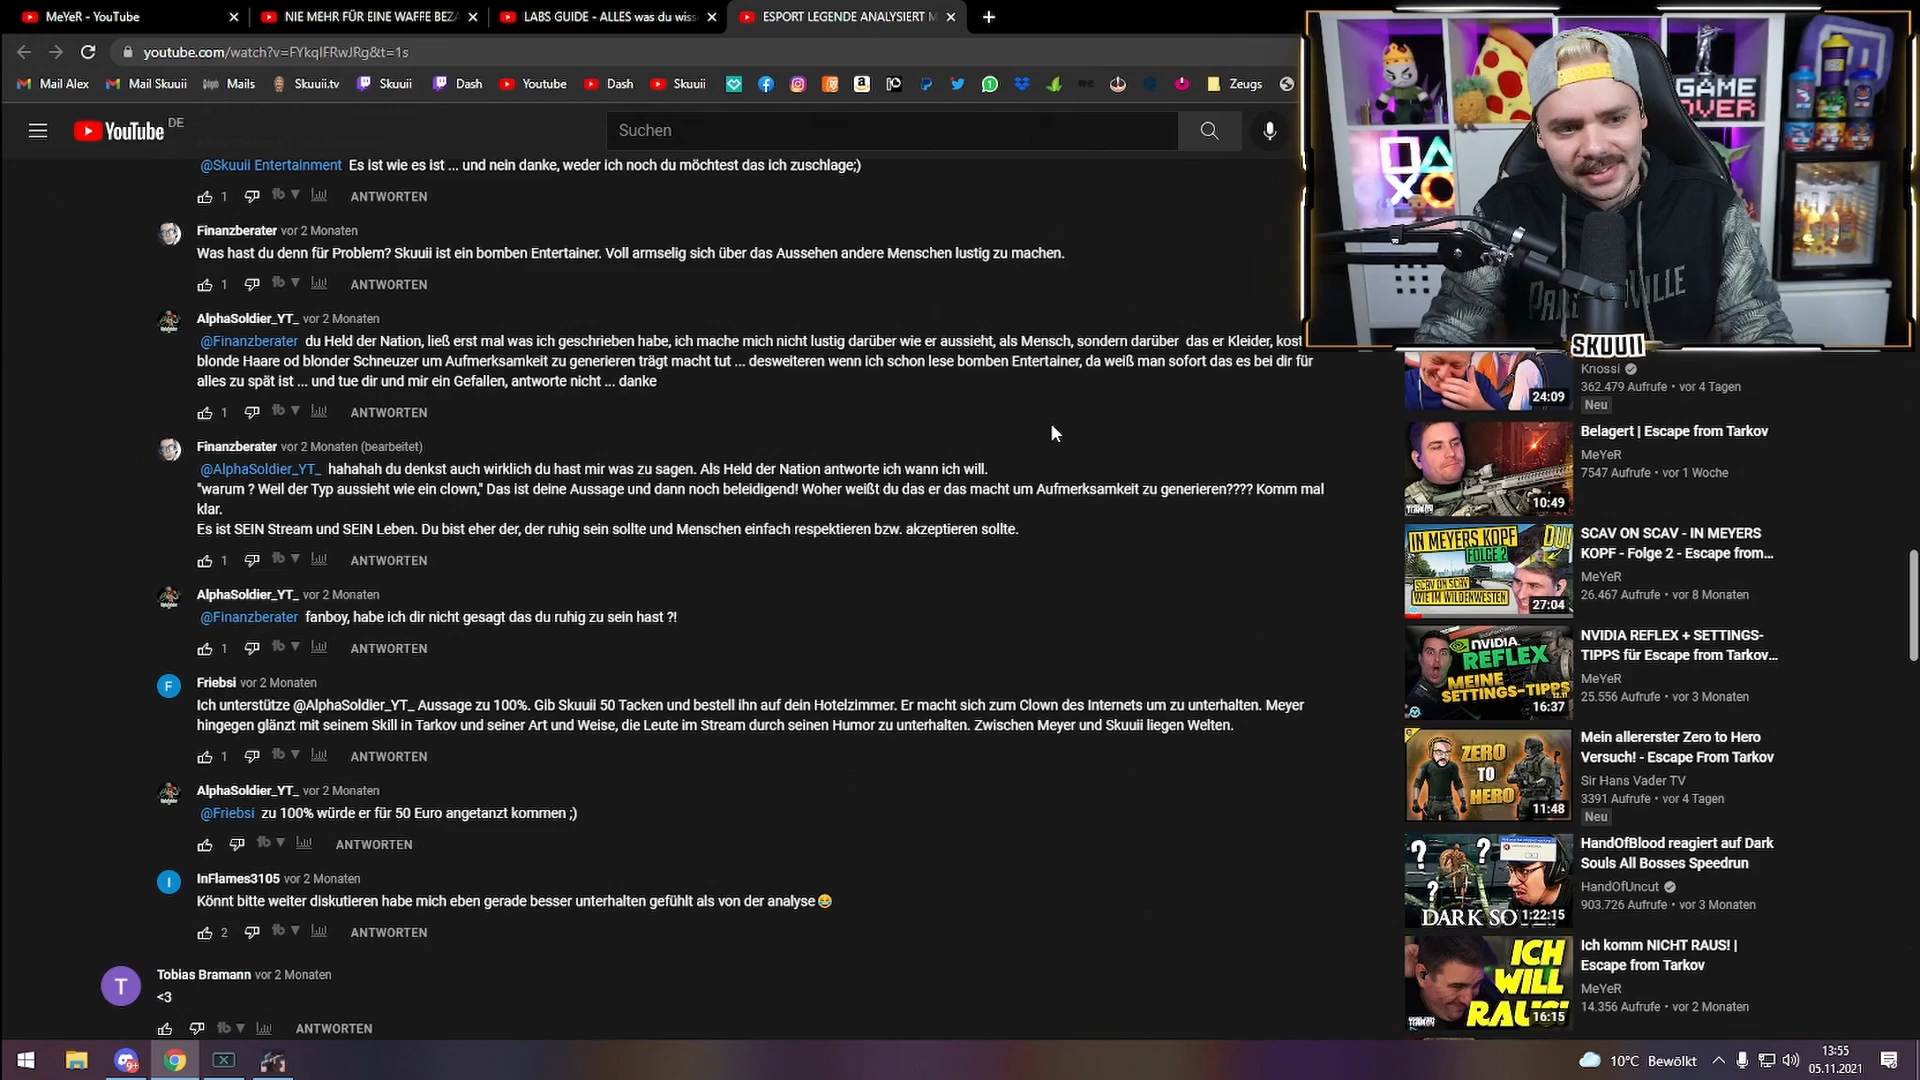 MeYeR - YouTube
NIE MEHR FÜR EINE WAFFE BEZA
LABS GUIDE - ALLES was du wiss
ESPORT LEGENDE ANALYSIERT M
youtube.com/watch?v=FYkqIFRwJRg&t=1s
Mail Alex
Mail Skuuii
Mails
Skuuii.tv
Skuuii
Dash
Youtube
Dash
Skuuii
Zeugs
YouTube DE
Suchen
@Skuuii Entertainment Es ist wie es ist ... und nein danke, weder ich noch du möchtest das ich zuschlage;)
1 ANTWORTEN
Finanzberater vor 2 Monaten
Was hast du denn für Problem? Skuuii ist ein bomben Entertainer. Voll armselig sich über das Aussehen andere Menschen lustig zu machen.
1 ANTWORTEN
AlphaSoldier_YT_ vor 2 Monaten
@Finanzberater du Held der Nation, ließ erst mal was ich geschrieben habe, ich mache mich nicht lustig darüber wie er aussieht, als Mensch, sondern darüber das er Kleider, kost
blonde Haare od blonder Schneuzer um Aufmerksamkeit zu generieren trägt macht tut ... desweiteren wenn ich schon lese bomben Entertainer, da weiß man sofort das es bei dir für
alles zu spät ist ... und tue dir und mir ein Gefallen, antworte nicht ... danke
1 ANTWORTEN
Finanzberater vor 2 Monaten (bearbeitet)
@AlphaSoldier_YT_ hahahah du denkst auch wirklich du hast mir was zu sagen. Als Held der Nation antworte ich wann ich will.
"warum ? Weil der Typ aussieht wie ein clown," Das ist deine Aussage und dann noch beleidigend! Woher weißt du das er das macht um Aufmerksamkeit zu generieren???? Komm mal
klar.
Es ist SEIN Stream und SEIN Leben. Du bist eher der, der ruhig sein sollte und Menschen einfach respektieren bzw. akzeptieren sollte.
1 ANTWORTEN
AlphaSoldier_YT_ vor 2 Monaten
@Finanzberater fanboy, habe ich dir nicht gesagt das du ruhig zu sein hast ?!
1 ANTWORTEN
F
Friebsi vor 2 Monaten
Ich unterstütze @AlphaSoldier_YT_ Aussage zu 100%. Gib Skuuii 50 Tacken und bestell ihn auf dein Hotelzimmer. Er macht sich zum Clown des Internets um zu unterhalten. Meyer
hingegen glänzt mit seinem Skill in Tarkov und seiner Art und Weise, die Leute im Stream durch seinen Humor zu unterhalten. Zwischen Meyer und Skuuii liegen Welten.
1 ANTWORTEN
AlphaSoldier_YT_ vor 2 Monaten
@Friebsi zu 100% würde er für 50 Euro angetanzt kommen ;)
ANTWORTEN
I
InFlames3105 vor 2 Monaten
Könnt bitte weiter diskutieren habe mich eben gerade besser unterhalten gefühlt als von der analyse😂
2 ANTWORTEN
T
Tobias Bramann vor 2 Monaten
<3
ANTWORTEN
GAME
OVER
SKUUII
24:09
Knossi
362.479 Aufrufe • vor 4 Tagen
Neu
10:49
Belagert | Escape from Tarkov
MeYeR
7547 Aufrufe • vor 1 Woche
IN MEYERS KOPF
FOLGE 2
DU!
SCAV ON SCAV
WIE IM WILDENWESTEN
27:04
SCAV ON SCAV - IN MEYERS
KOPF - Folge 2 - Escape from...
MeYeR
26.467 Aufrufe • vor 8 Monaten
NVIDIA
REFLEX
MEINE
SETTINGS-TIPPS
16:37
NVIDIA REFLEX + SETTINGS-
TIPPS für Escape from Tarkov...
MeYeR
25.556 Aufrufe • vor 3 Monaten
ZERO
TO
HERO
11:48
Mein allererster Zero to Hero
Versuch! - Escape From Tarkov
Sir Hans Vader TV
3391 Aufrufe • vor 4 Tagen
Neu
? ? ?
DARK SO
1:22:15
HandOfBlood reagiert auf Dark
Souls All Bosses Speedrun
HandOfUncut
903.726 Aufrufe • vor 3 Monaten
ICH
WILL
RAUS!
16:15
Ich komm NICHT RAUS! |
Escape from Tarkov
MeYeR
14.356 Aufrufe • vor 2 Monaten
10°C Bewölkt
13:55
05.11.2021